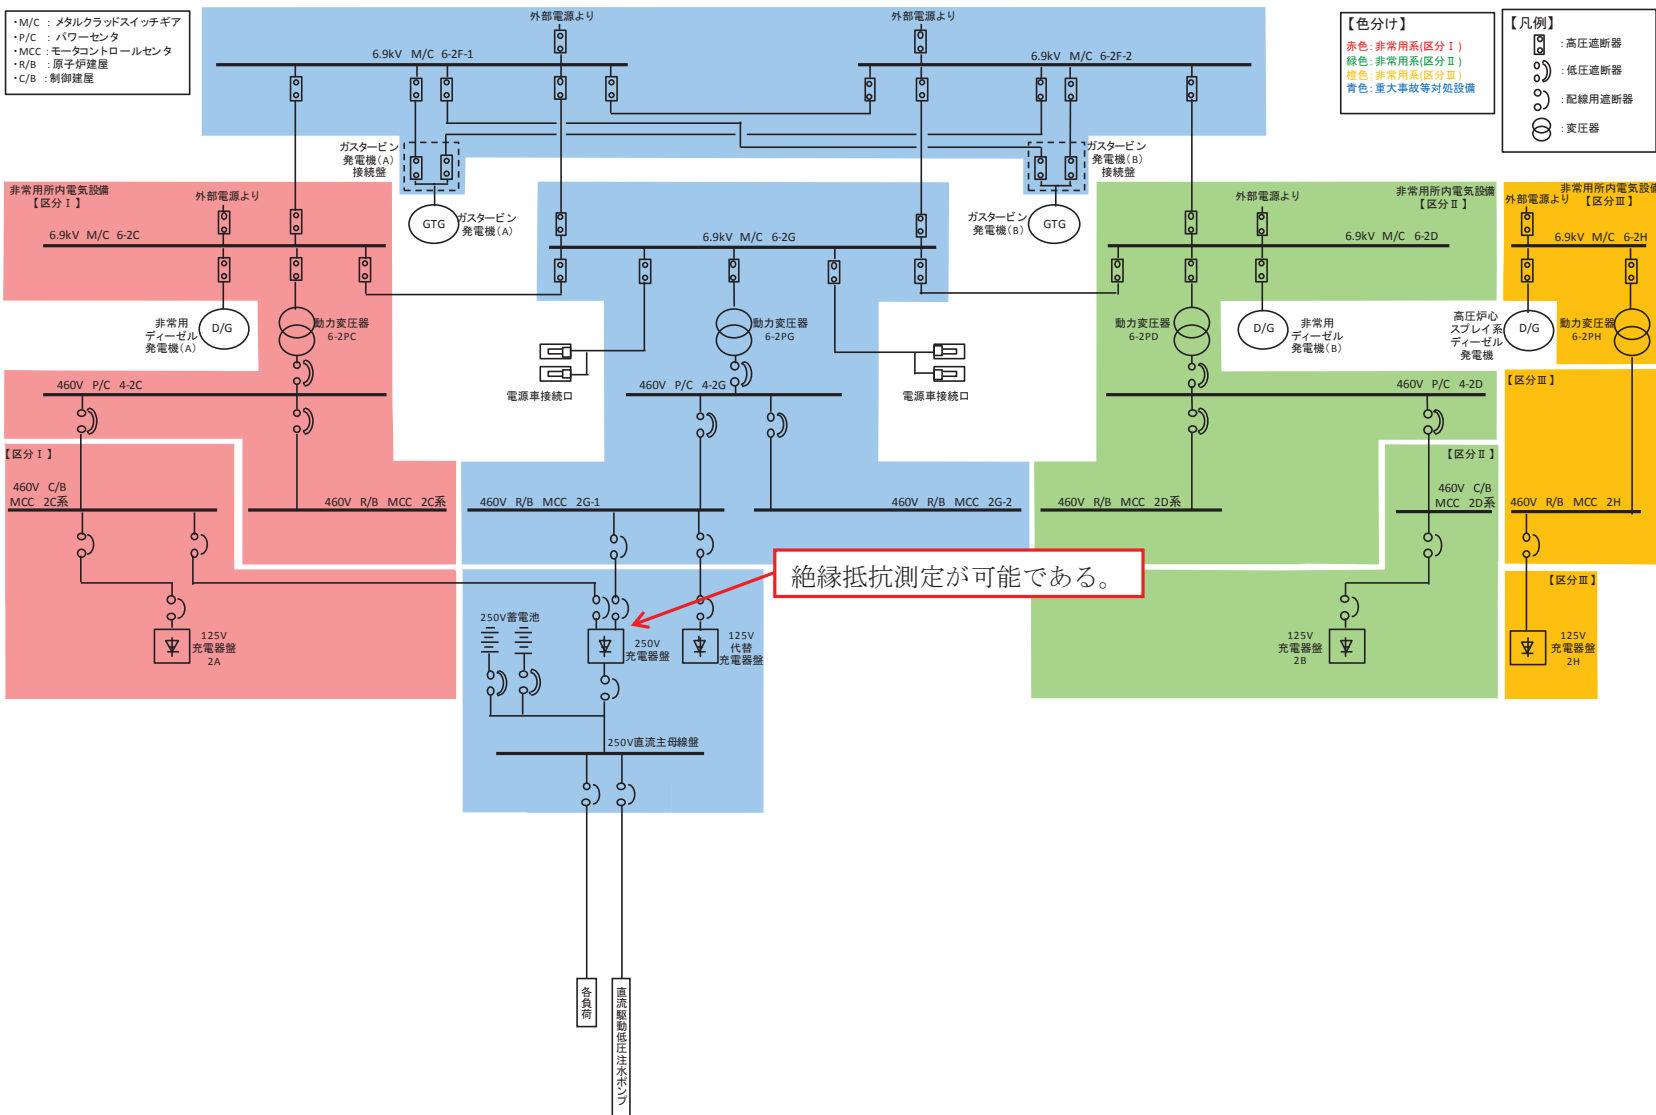 ・M/C ：メタルクラッドスイッチギア
・P/C ：パワーセンタ
・MCC：モータコントロールセンタ
・R/B ：原子炉建屋
・C/B ：制御建屋
外部電源より
外部電源より
6.9kV M/C 6-2F-1
6.9kV M/C 6-2F-2
【色分け】
赤色：非常用系(区分Ⅰ)
緑色：非常用系(区分Ⅱ)
橙色：非常用系(区分Ⅲ)
青色：重大事故等対処設備
【凡例】
：高圧遮断器
：低圧遮断器
：配線用遮断器
：変圧器
ガスタービン
発電機(A)
接続盤
ガスタービン
発電機(B)
接続盤
非常用所内電気設備
【区分Ⅰ】
外部電源より
6.9kV M/C 6-2C
GTG
ガスタービン
発電機(A)
6.9kV M/C 6-2G
ガスタービン
発電機(B)
GTG
外部電源より
非常用所内電気設備
【区分Ⅱ】
6.9kV M/C 6-2D
非常用所内電気設備
【区分Ⅲ】
外部電源より
6.9kV M/C 6-2H
非常用
ディーゼル
発電機(A)
D/G
動力変圧器
6-2PC
動力変圧器
6-2PG
動力変圧器
6-2PD
D/G
非常用
ディーゼル
発電機(B)
高圧炉心
スプレイ系
ディーゼル
発電機
D/G
動力変圧器
6-2PH
460V P/C 4-2C
電源車接続口
460V P/C 4-2G
電源車接続口
460V P/C 4-2D
【区分Ⅲ】
【区分Ⅰ】
【区分Ⅱ】
460V C/B
MCC 2C系
460V R/B MCC 2C系
460V R/B MCC 2G-1
460V R/B MCC 2G-2
460V R/B MCC 2D系
460V C/B
MCC 2D系
460V R/B MCC 2H
絶縁抵抗測定が可能である。
【区分Ⅲ】
125V
充電器盤
2A
250V蓄電池
250V
充電器盤
125V
代替
充電器盤
125V
充電器盤
2B
125V
充電器盤
2H
250V直流主母線盤
各負荷
直流駆動低圧注水ポンプ